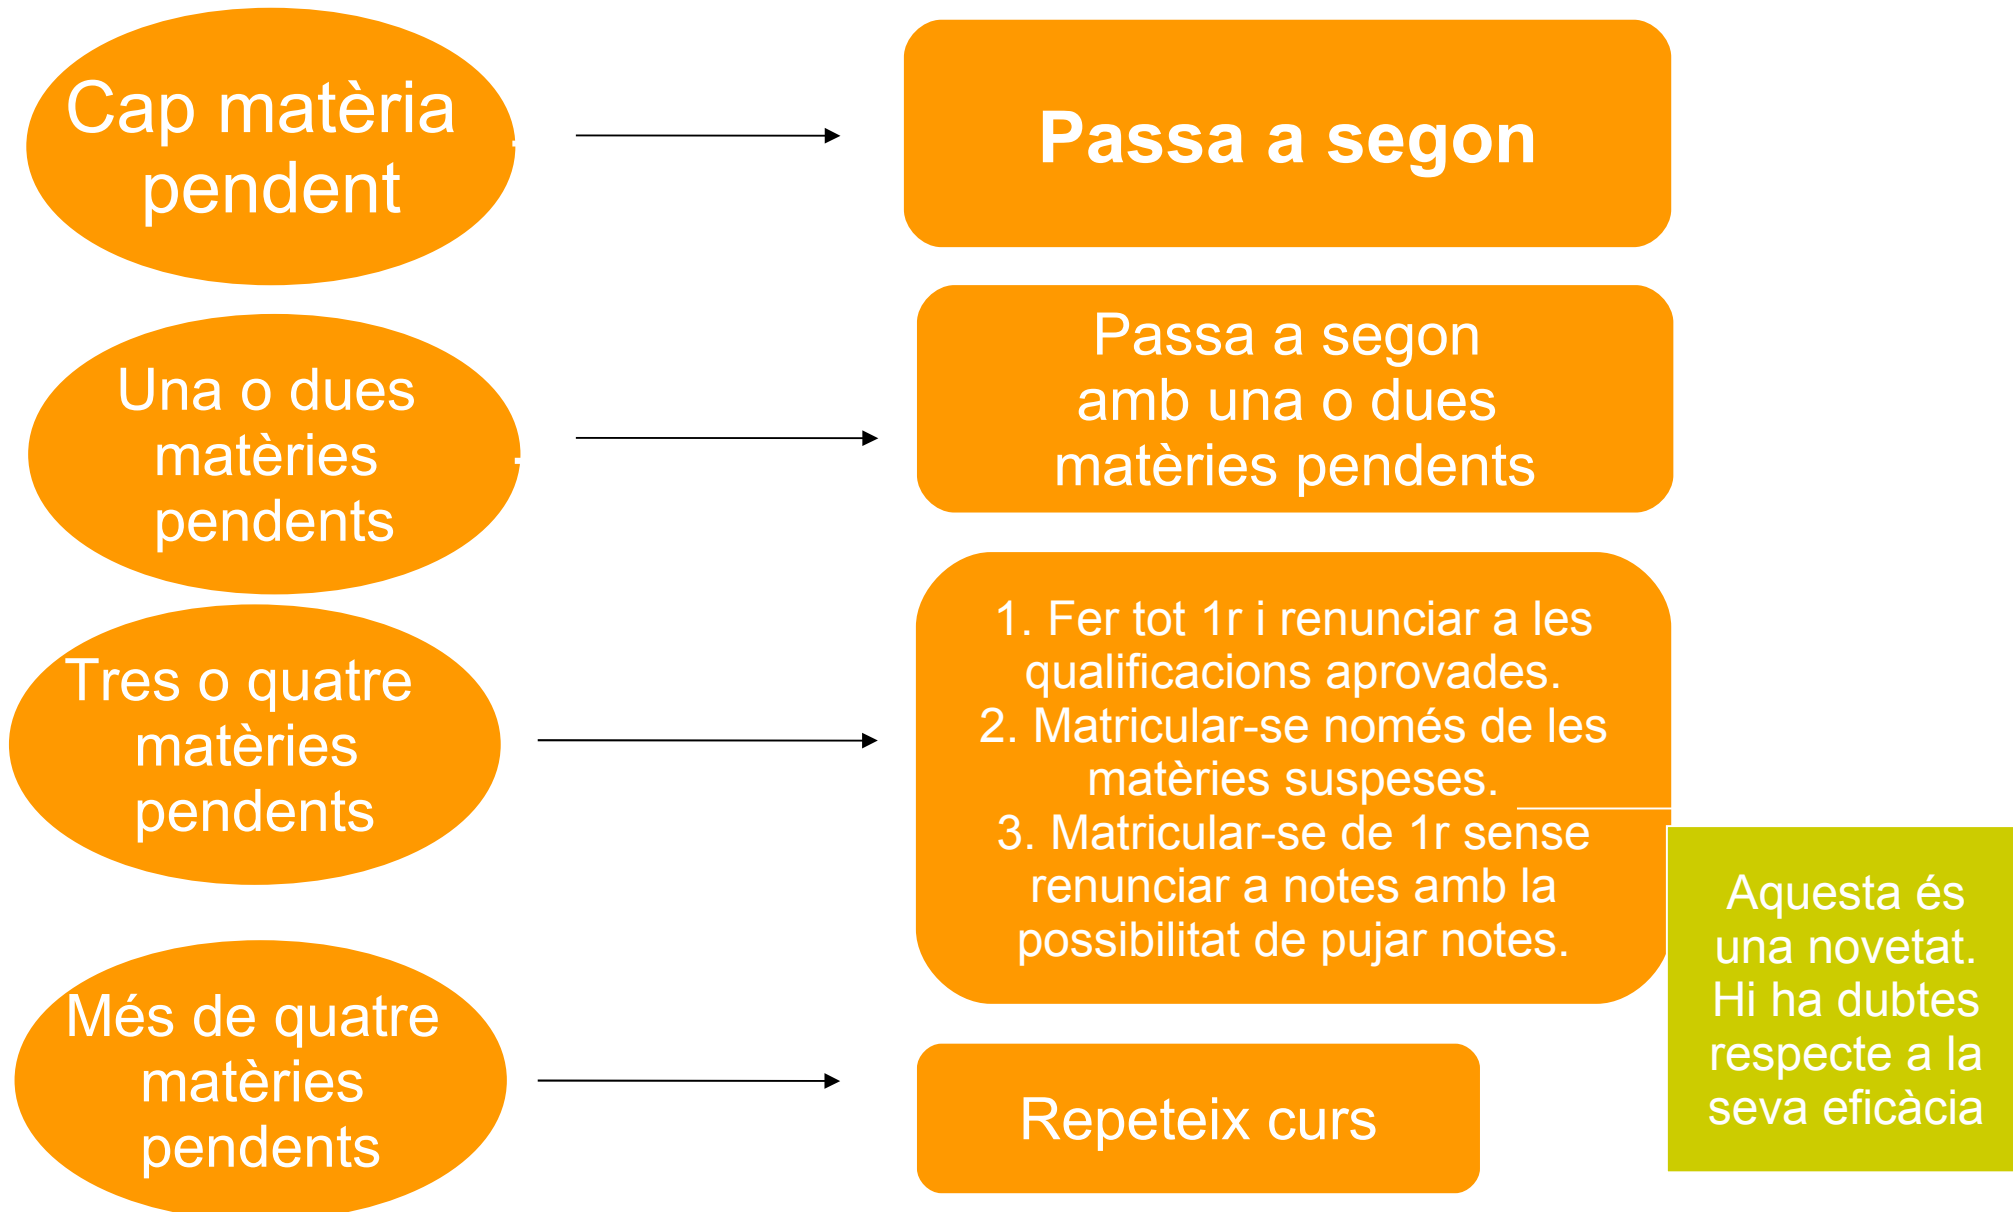 Cap matèria
pendent
Passa a segon
Una o dues
matèries
pendents
Passa a segon
amb una o dues
matèries pendents
Tres o quatre
matèries
pendents
1. Fer tot 1r i renunciar a les
qualificacions aprovades.
2. Matricular-se només de les
matèries suspeses.
3. Matricular-se de 1r sense
renunciar a notes amb la
possibilitat de pujar notes.
Aquesta és
una novetat.
Hi ha dubtes
respecte a la
seva eficàcia
Més de quatre
matèries
pendents
Repeteix curs